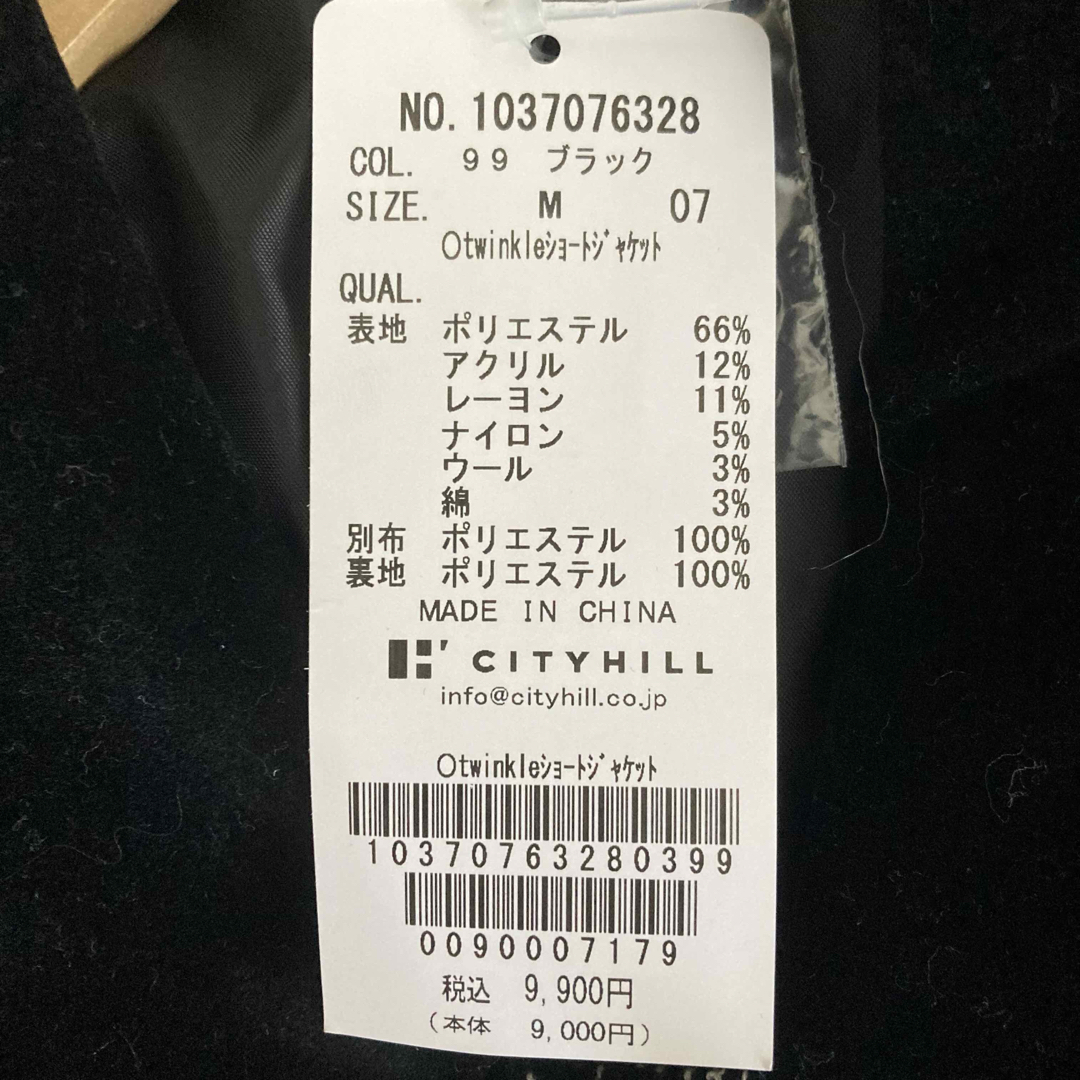 NO. 1037076328
COL. 99 ブラック
SIZE. M 07
Otwinkleｼｮｰﾄｼﾞｬｹｯﾄ
QUAL.
表地 ポリエステル 66%
アクリル 12%
レーヨン 11%
ナイロン 5%
ウール 3%
綿 3%
別布 ポリエステル 100%
裏地 ポリエステル 100%
MADE IN CHINA
CITYHILL
info@cityhill.co.jp
Otwinkleｼｮｰﾄｼﾞｬｹｯﾄ
10370763280399
0090007179
税込 9,900円
(本体 9,000円)